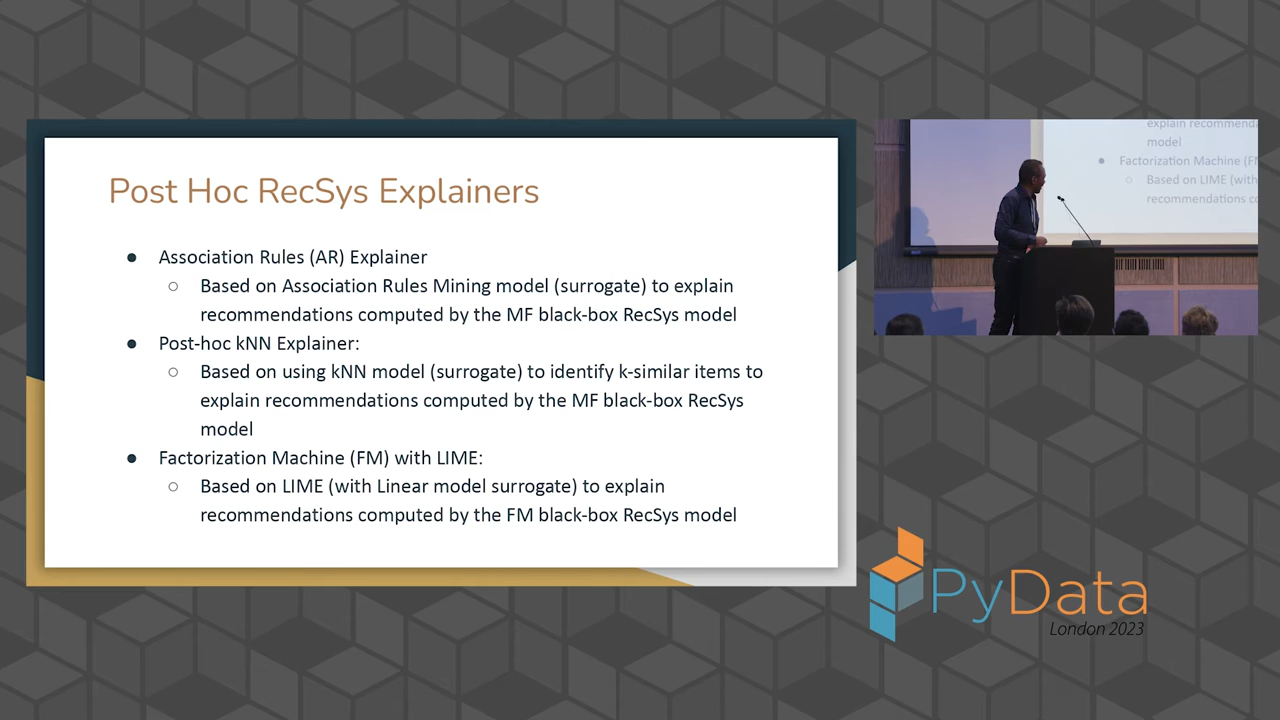 Post Hoc RecSys Explainers
● Association Rules (AR) Explainer
○ Based on Association Rules Mining model (surrogate) to explain
recommendations computed by the MF black-box RecSys model
● Post-hoc kNN Explainer:
○ Based on using kNN model (surrogate) to identify k-similar items to
explain recommendations computed by the MF black-box RecSys
model
● Factorization Machine (FM) with LIME:
○ Based on LIME (with Linear model surrogate) to explain
recommendations computed by the FM black-box RecSys model
explain recommenda
model
● Factorization Machine (F
○ Based on LIME (with
recommendations co
PyData
London 2023